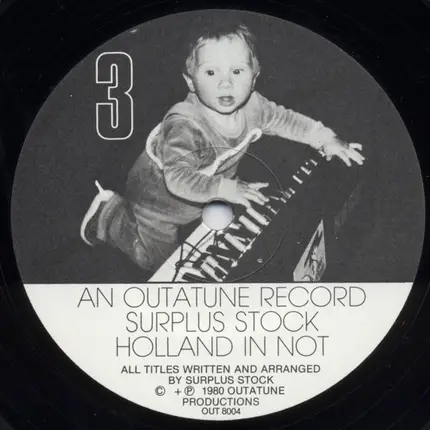 3
AN OUTATUNE RECORD
SURPLUS STOCK
HOLLAND IN NOT
ALL TITLES WRITTEN AND ARRANGED
BY SURPLUS STOCK
© + ℗ 1980 OUTATUNE
PRODUCTIONS
OUT 8004